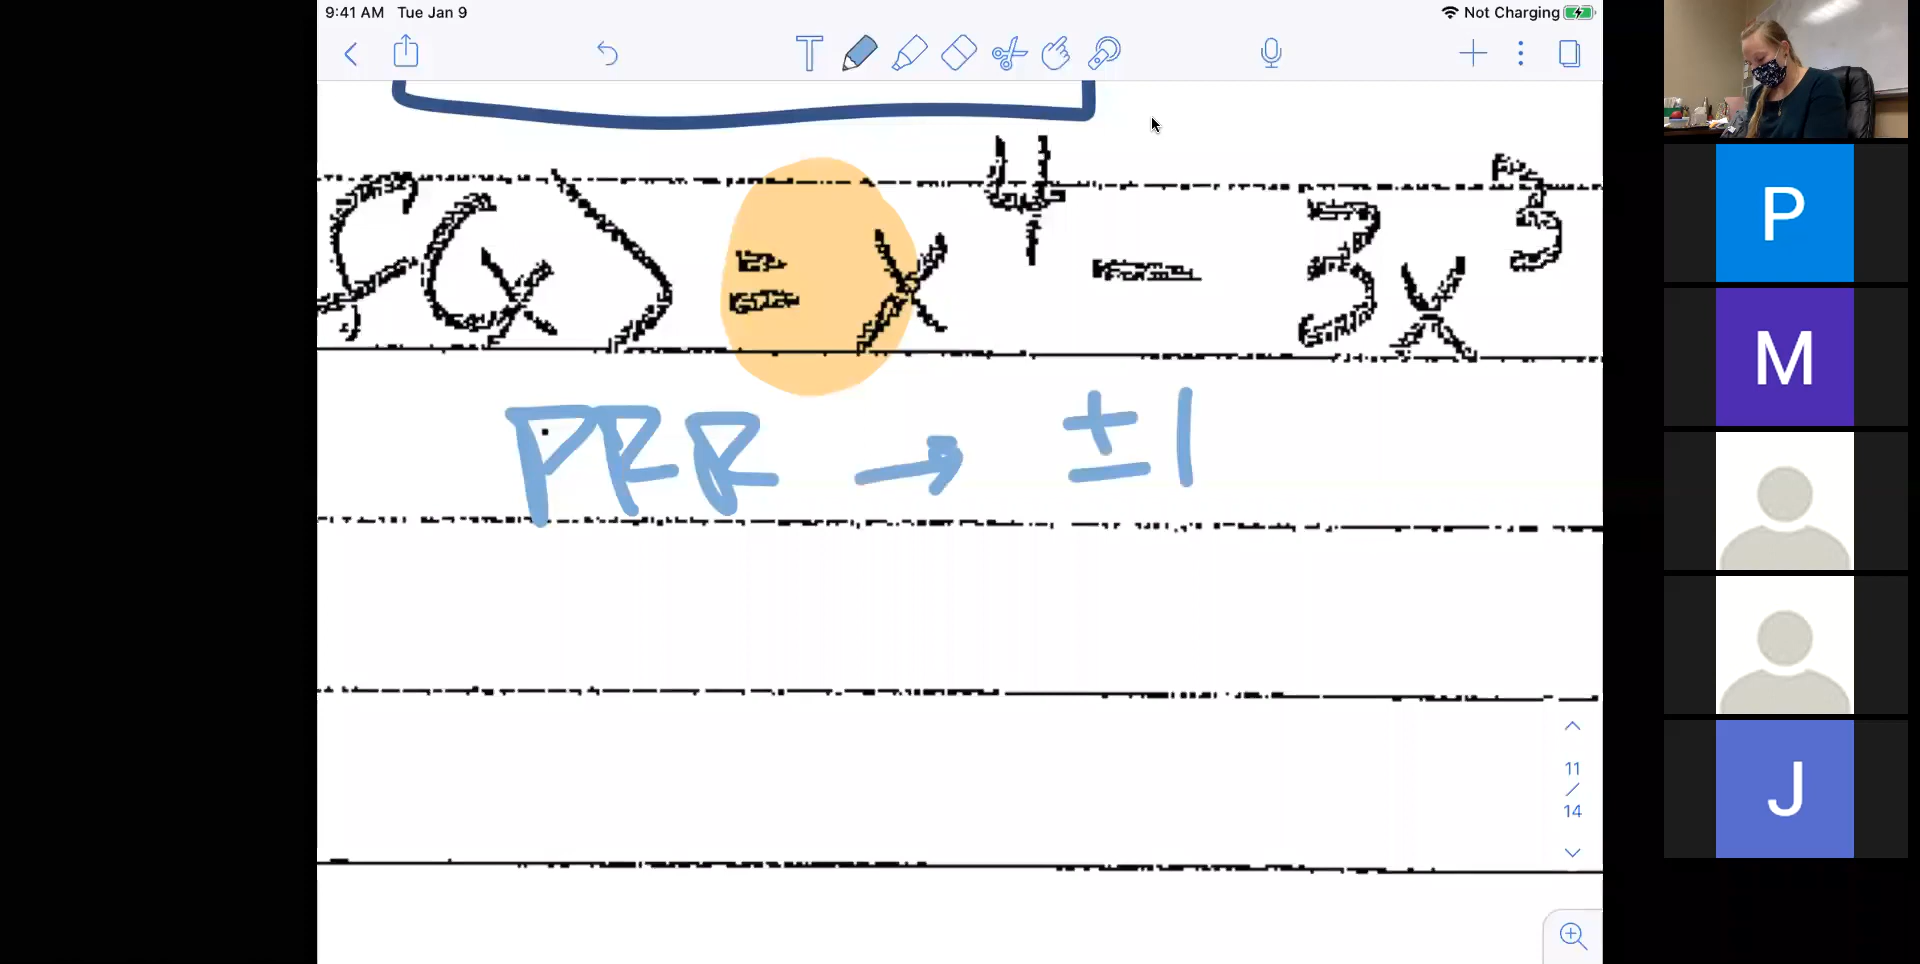 9:41 AM Tue Jan 9
Not Charging
T
f(x) = x⁴ - 3x³
PRR → ±1
P
M
J
11
/
14